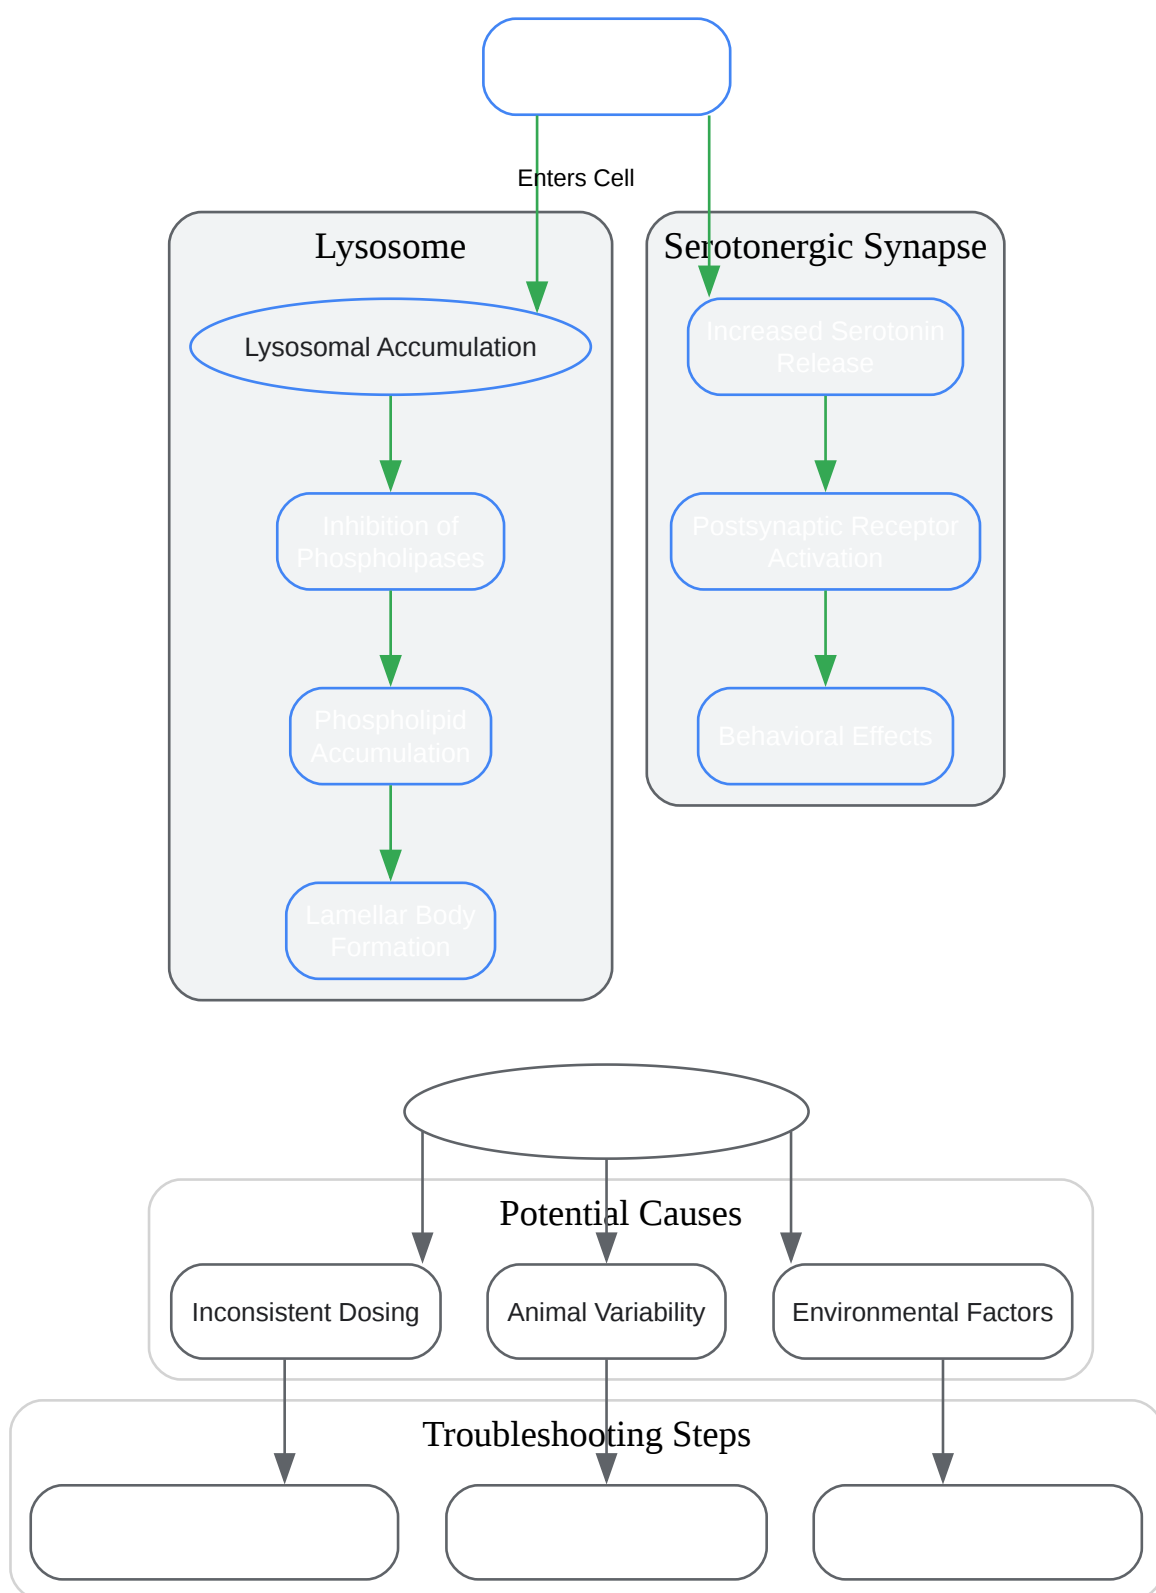 Enters Cell
Lysosome
Serotonergic Synapse
Lysosomal Accumulation
Increased Serotonin
Release
Inhibition of
Phospholipases
Postsynaptic Receptor
Activation
Phospholipid
Accumulation
Behavioral Effects
Lamellar Body
Formation
Potential Causes
Inconsistent Dosing
Animal Variability
Environmental Factors
Troubleshooting Steps